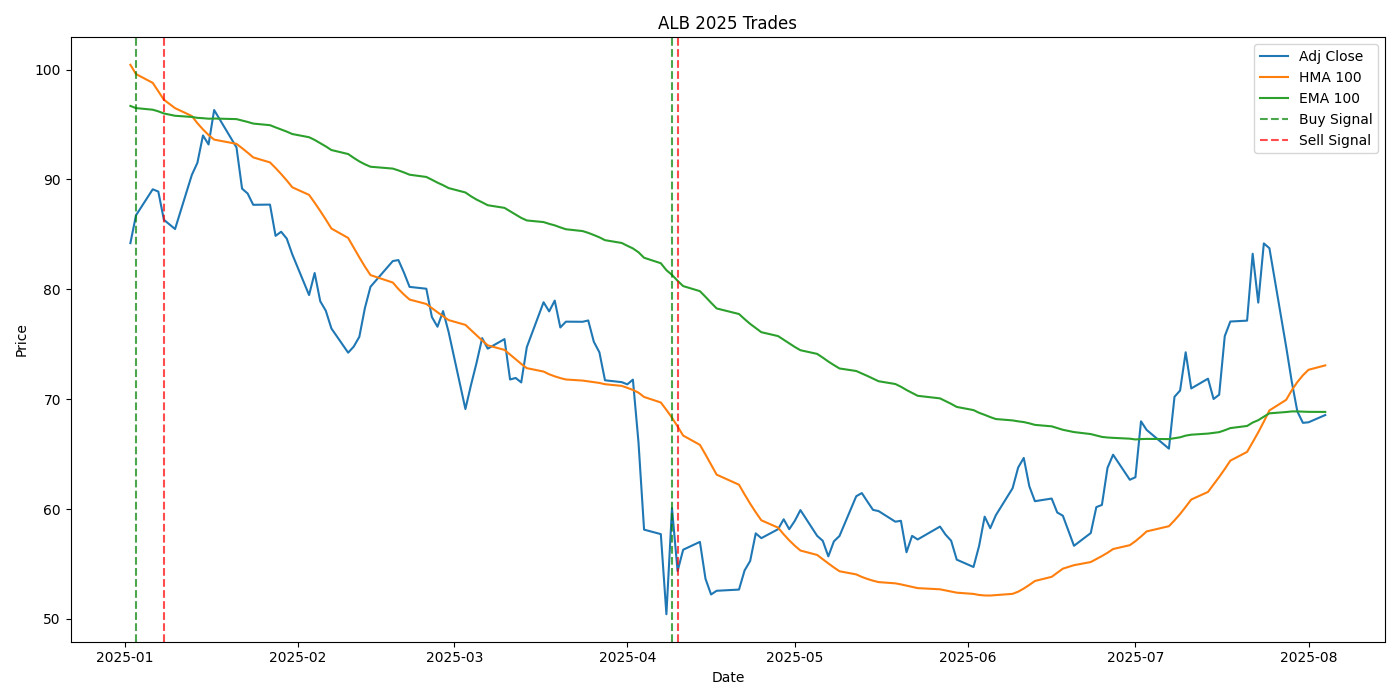 ALB 2025 Trades
Adj Close
HMA 100
EMA 100
Buy Signal
Sell Signal
Price
100
90
80
70
60
50
2025-01
2025-02
2025-03
2025-04
2025-05
2025-06
2025-07
2025-08
Date